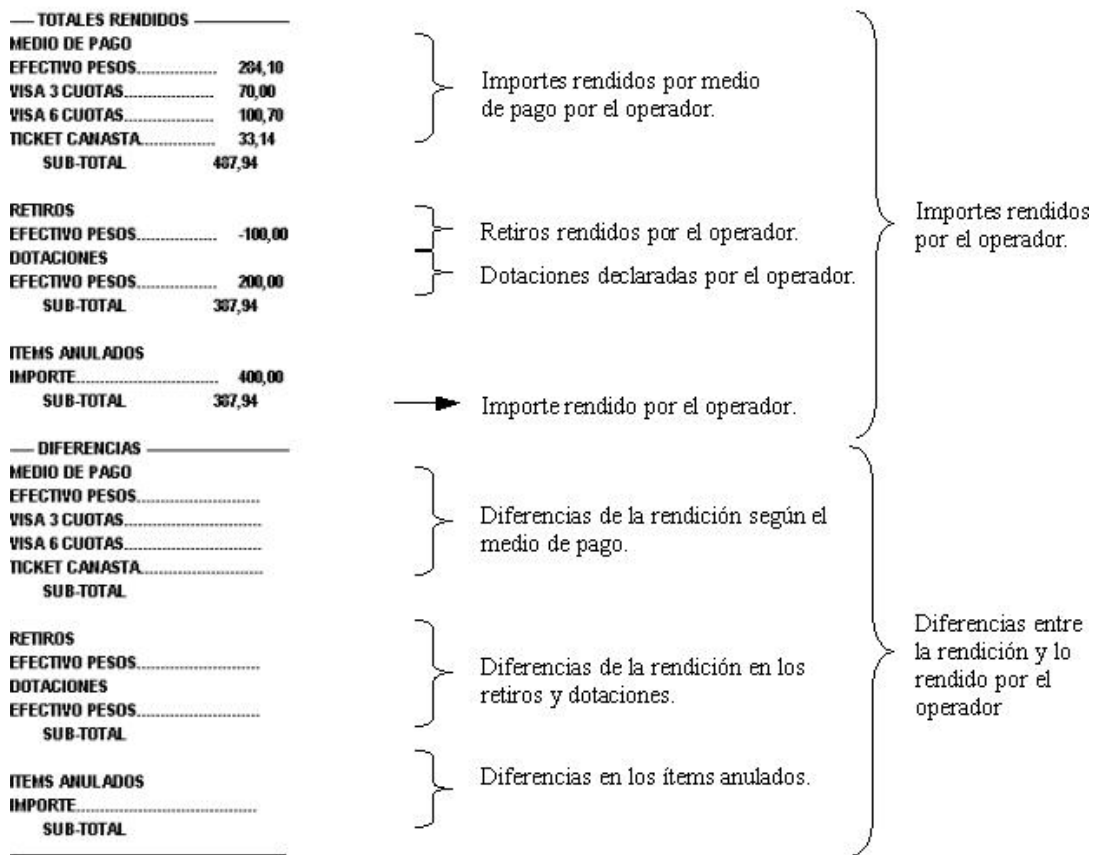 TOTALES RENDIDOS
MEDIO DE PAGO
EFECTIVO PESOS................. 284,10
VISA 3 CUOTAS..................... 70,00
VISA 6 CUOTAS..................... 100,70
TICKET CANASTA................. 33,14
SUB-TOTAL 487,94
Importes rendidos por medio
de pago por el operador.
RETIROS
EFECTIVO PESOS................. -100,00
DOTACIONES
EFECTIVO PESOS................. 200,00
SUB-TOTAL 387,94
Retiros rendidos por el operador.
Dotaciones declaradas por el operador.
ITEMS ANULADOS
IMPORTE.................................. 400,00
SUB-TOTAL 387,94
Importe rendido por el operador.
Importes rendidos
por el operador.
DIFERENCIAS
MEDIO DE PAGO
EFECTIVO PESOS.............................
VISA 3 CUOTAS................................
VISA 6 CUOTAS................................
TICKET CANASTA.............................
SUB-TOTAL
Diferencias de la rendición según el
medio de pago.
RETIROS
EFECTIVO PESOS.............................
DOTACIONES
EFECTIVO PESOS.............................
SUB-TOTAL
Diferencias de la rendición en los
retiros y dotaciones.
ITEMS ANULADOS
IMPORTE...........................................
SUB-TOTAL
Diferencias en los ítems anulados.
Diferencias entre
la rendición y lo
rendido por el
operador